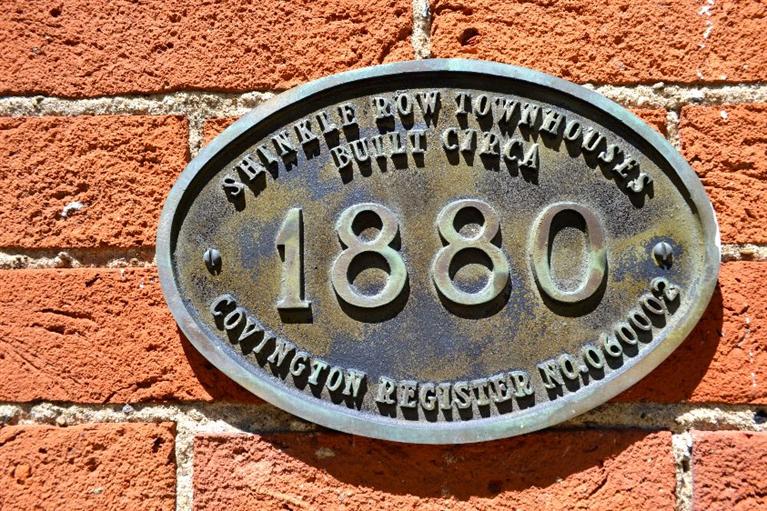 SHINKLE ROW TOWNHOUSES
BUILT CIRCA
1880
COVINGTON REGISTER NO. 060002